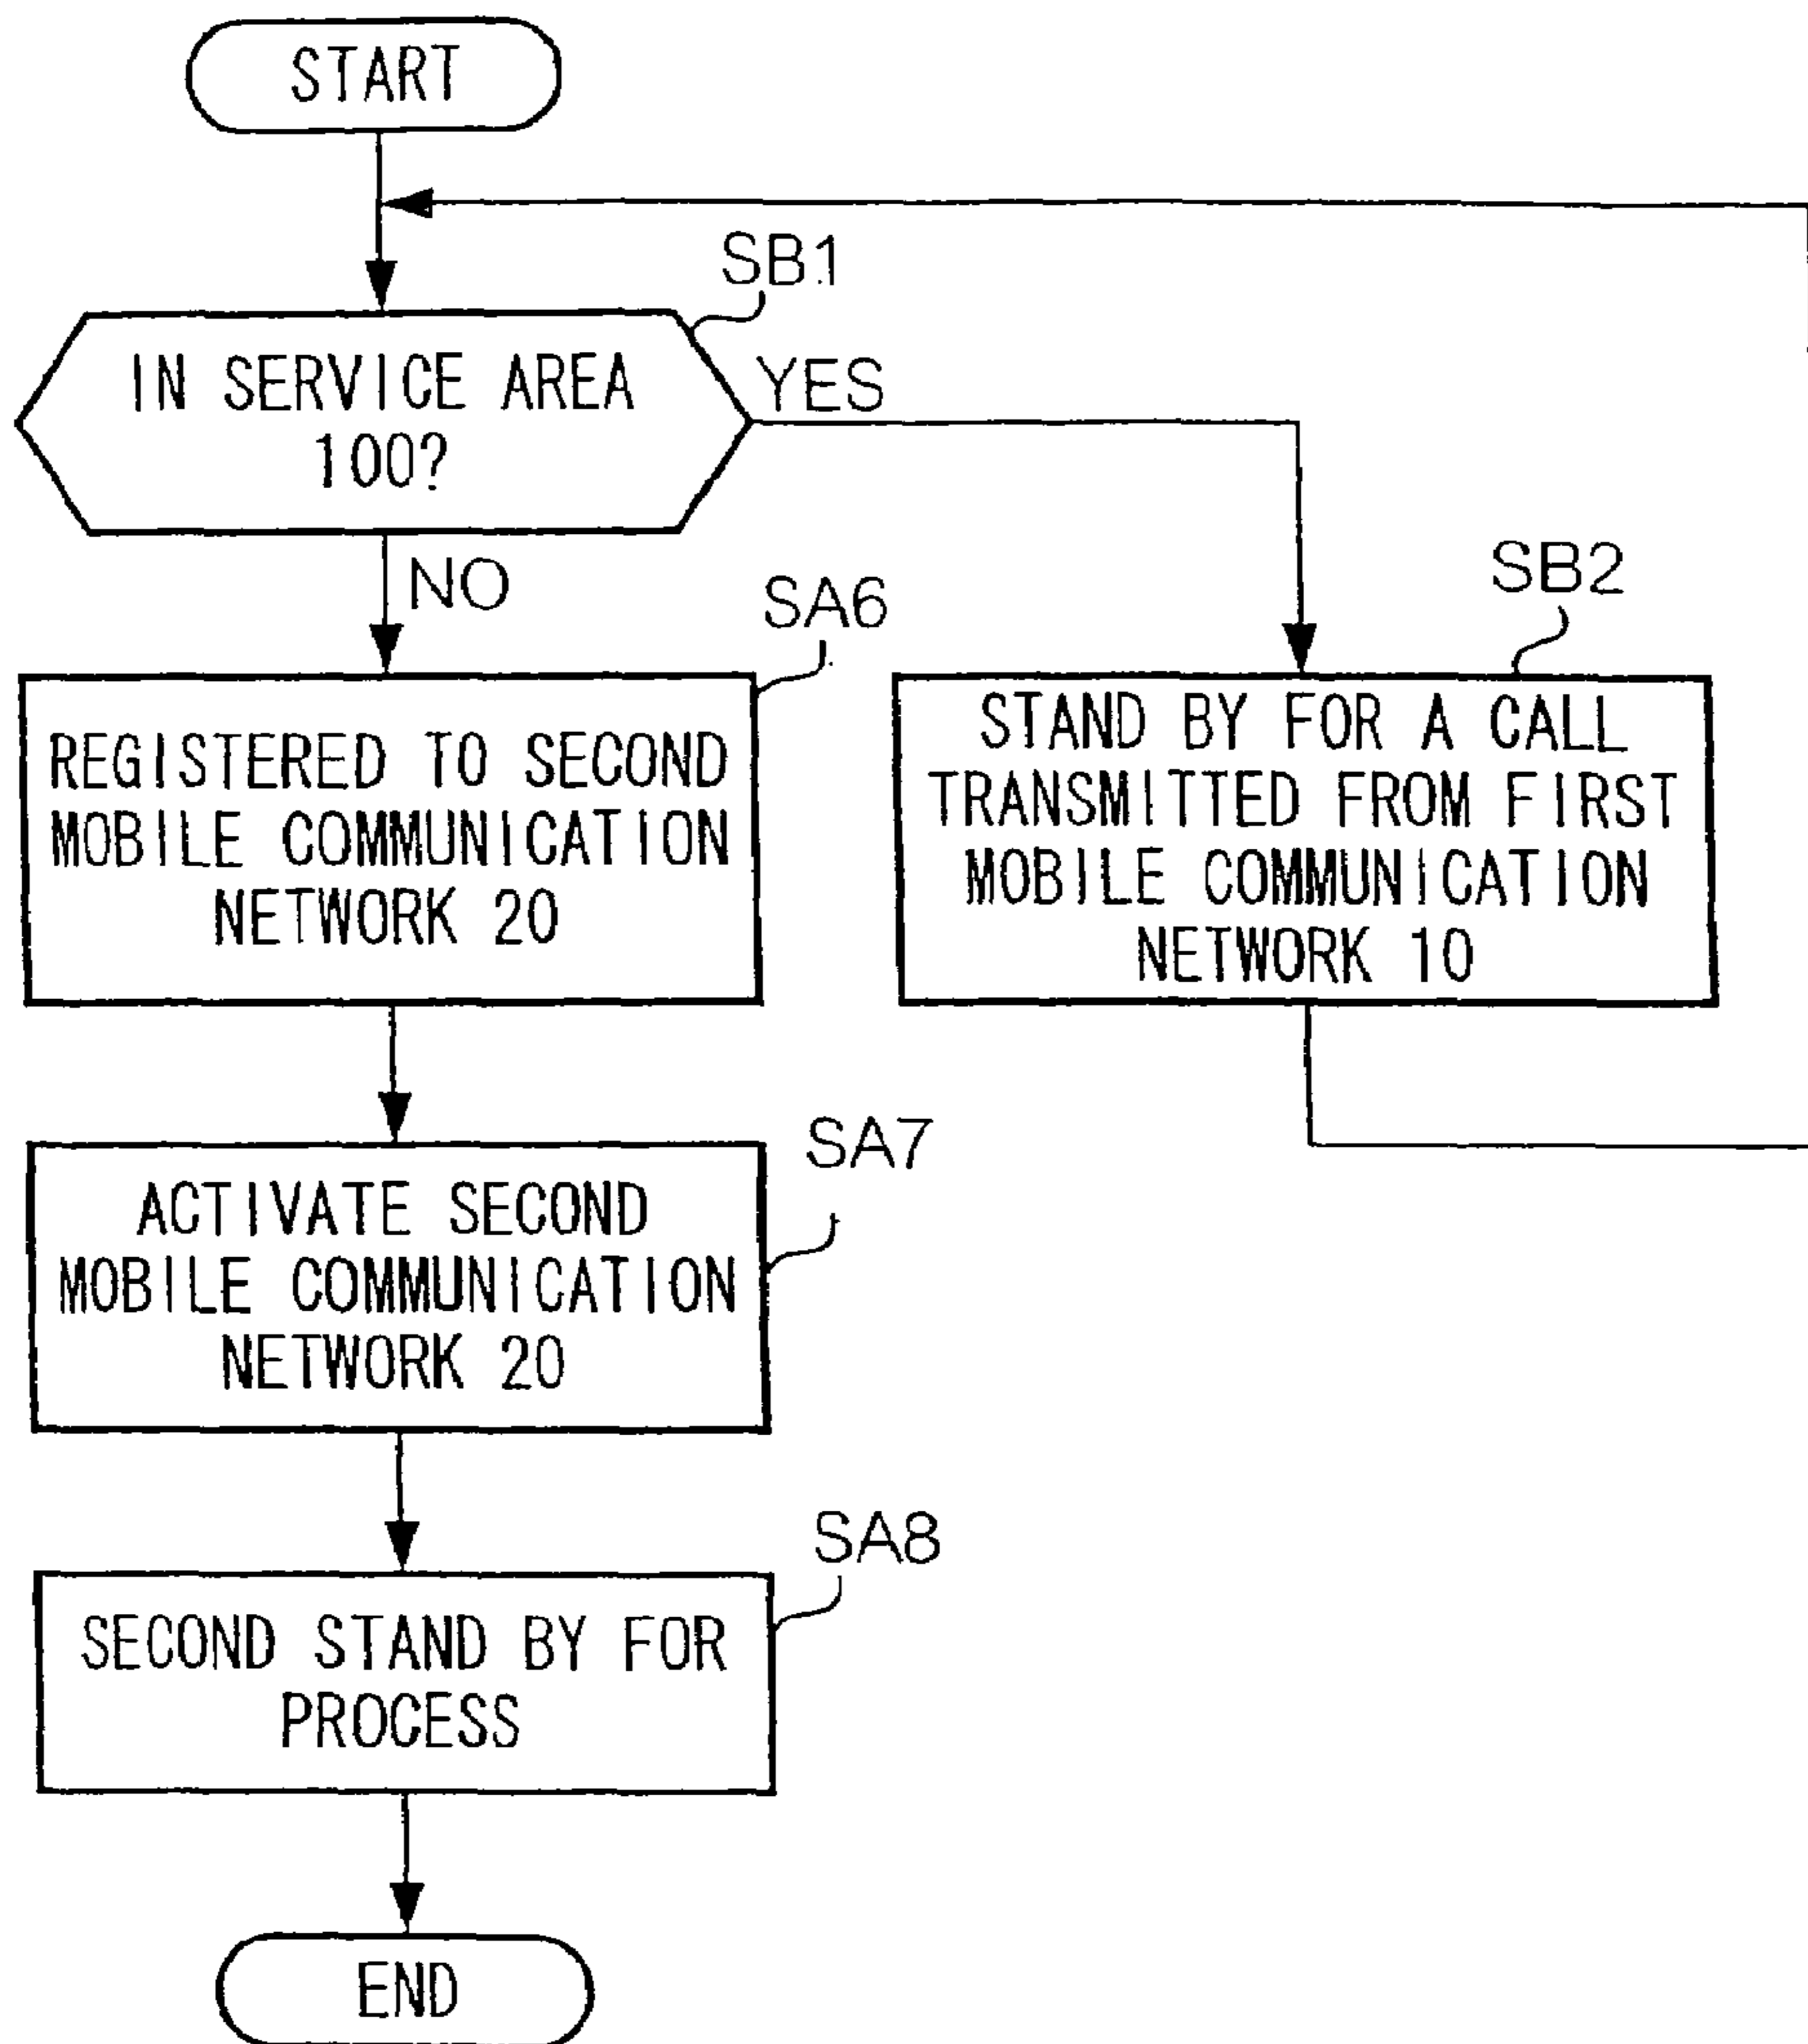 START
SB1
IN SERVICE AREA
100?
YES
NO
SA6
REGISTERED TO SECOND
MOBILE COMMUNICATION
NETWORK 20
SB2
STAND BY FOR A CALL
TRANSMITTED FROM FIRST
MOBILE COMMUNICATION
NETWORK 10
SA7
ACTIVATE SECOND
MOBILE COMMUNICATION
NETWORK 20
SA8
SECOND STAND BY FOR
PROCESS
END